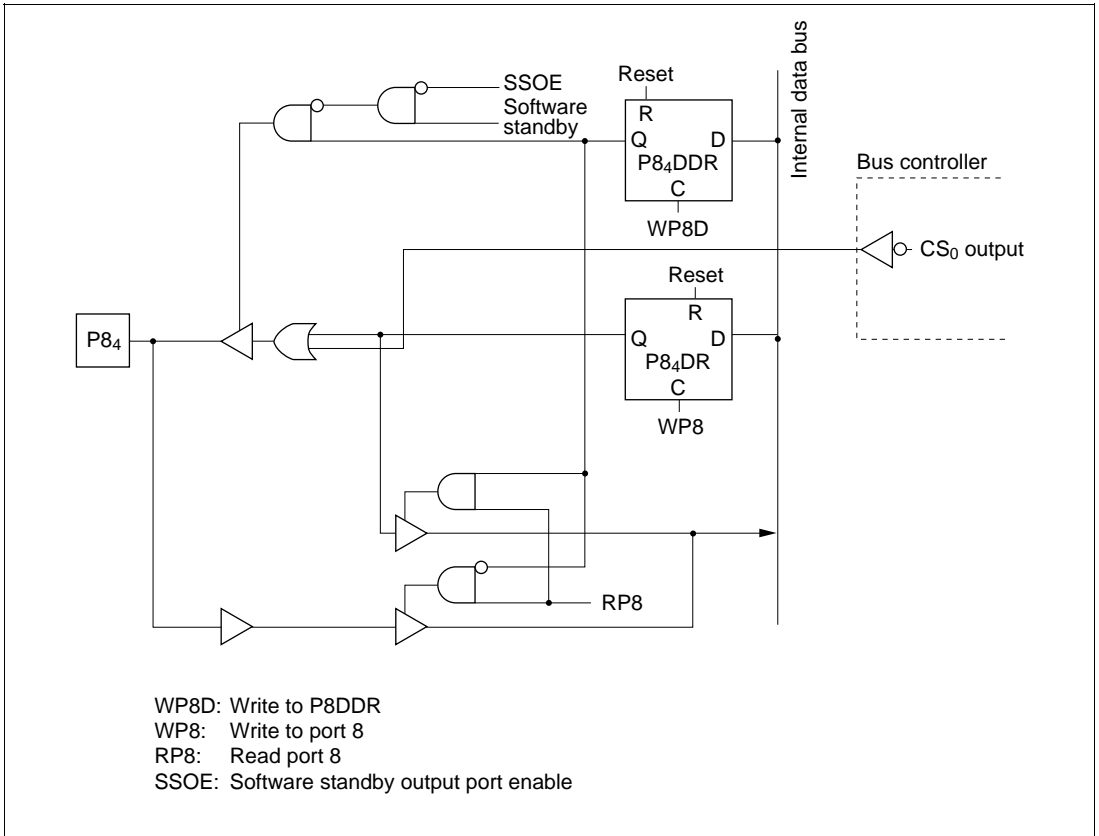 SSOE
Software
standby
Reset
R
Q D
P8₄DDR
C
WP8D
Internal data bus
Bus controller
CS₀ output
Reset
R
Q D
P8₄DR
C
WP8
P8₄
RP8
WP8D: Write to P8DDR
WP8: Write to port 8
RP8: Read port 8
SSOE: Software standby output port enable